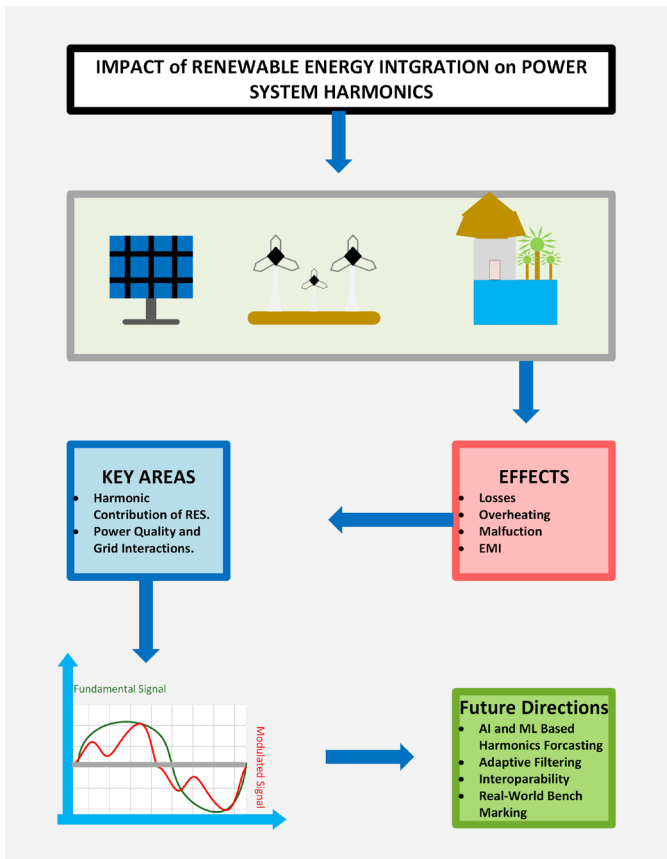 IMPACT of RENEWABLE ENERGY INTGRATION on POWER
SYSTEM HARMONICS
KEY AREAS
• Harmonic
Contribution of RES.
• Power Quality and
Grid Interactions.
EFFECTS
• Losses
• Overheating
• Malfuction
• EMI
Fundamental Signal
Modulated Signal
Future Directions
• AI and ML Based
Harmonics Forcasting
• Adaptive Filtering
• Interoparability
• Real-World Bench
Marking